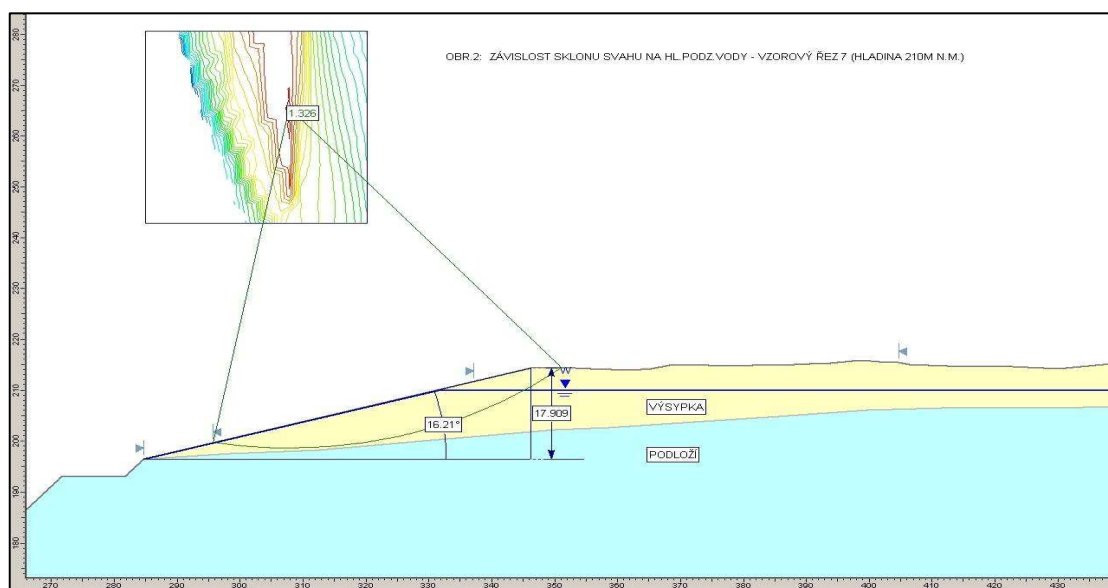 OBR.2: ZÁVISLOST SKLONU SVAHU NA HL.PODZ.VODY - VZOROVÝ ŘEZ 7 (HLADINA 210M N.M.)
1.326
W
16.21°
17.909
VÝSYPKA
PODLOŽÍ
280
270
260
250
240
230
220
210
200
190
180
270 280 290 300 310 320 330 340 350 360 370 380 390 400 410 420 430